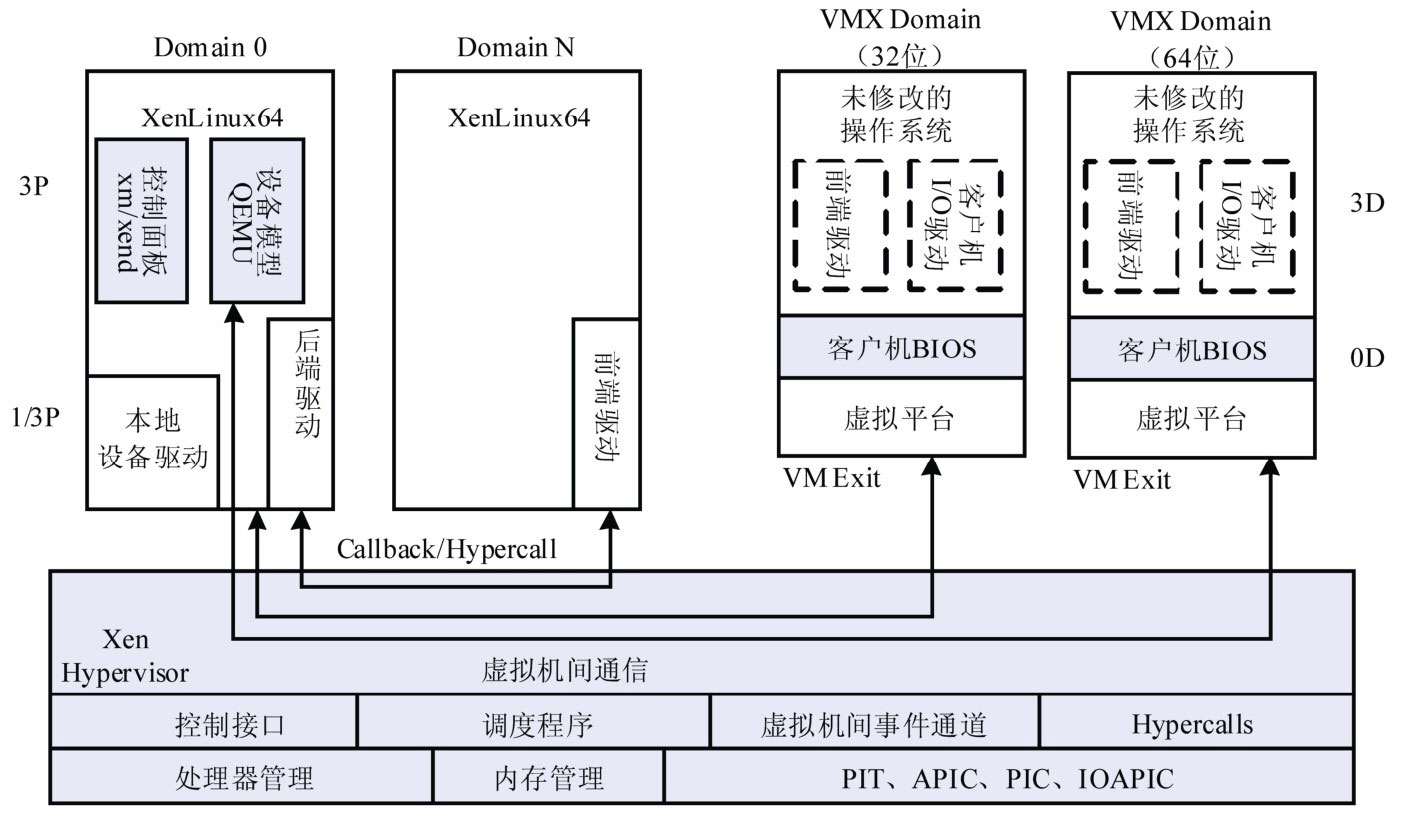 Domain 0
Domain N
VMX Domain
（32位）
VMX Domain
（64位）
XenLinux64
控制面板
xm/xend
设备模型
QEMU
后端驱动
本地
设备驱动
XenLinux64
前端驱动
未修改的
操作系统
前端驱动
客户机
I/O驱动
客户机BIOS
虚拟平台
VM Exit
未修改的
操作系统
前端驱动
客户机
I/O驱动
客户机BIOS
虚拟平台
VM Exit
3P
1/3P
3D
0D
Callback/Hypercall
Xen
Hypervisor
虚拟机间通信
控制接口
调度程序
虚拟机间事件通道
Hypercalls
处理器管理
内存管理
PIT、APIC、PIC、IOAPIC